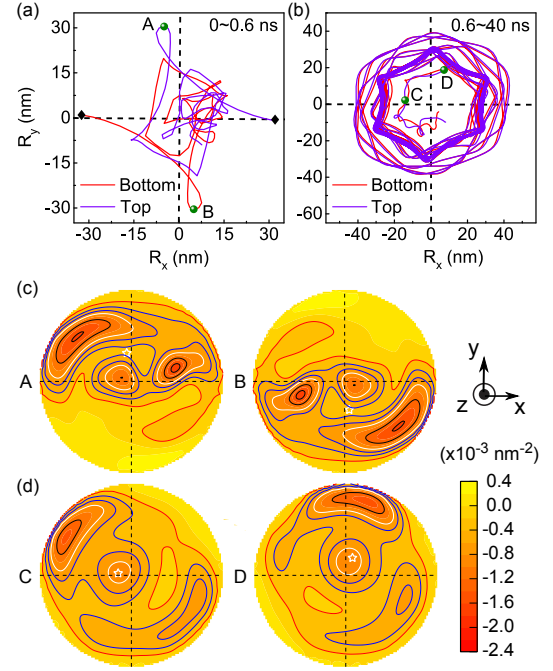 (a)
(b)
45
30
15
0
-15
-30
R_y (nm)
A
0~0.6 ns
B
Bottom
Top
-30
-15
0
15
30
R_x (nm)
60
40
20
0
-20
-40
-60
0.6~40 ns
D
C
Bottom
Top
-40
-20
0
20
40
R_x (nm)
(c)
A
B
y
z
x
(d)
C
D
(x10⁻³ nm⁻²)
0.4
0.0
-0.4
-0.8
-1.2
-1.6
-2.0
-2.4